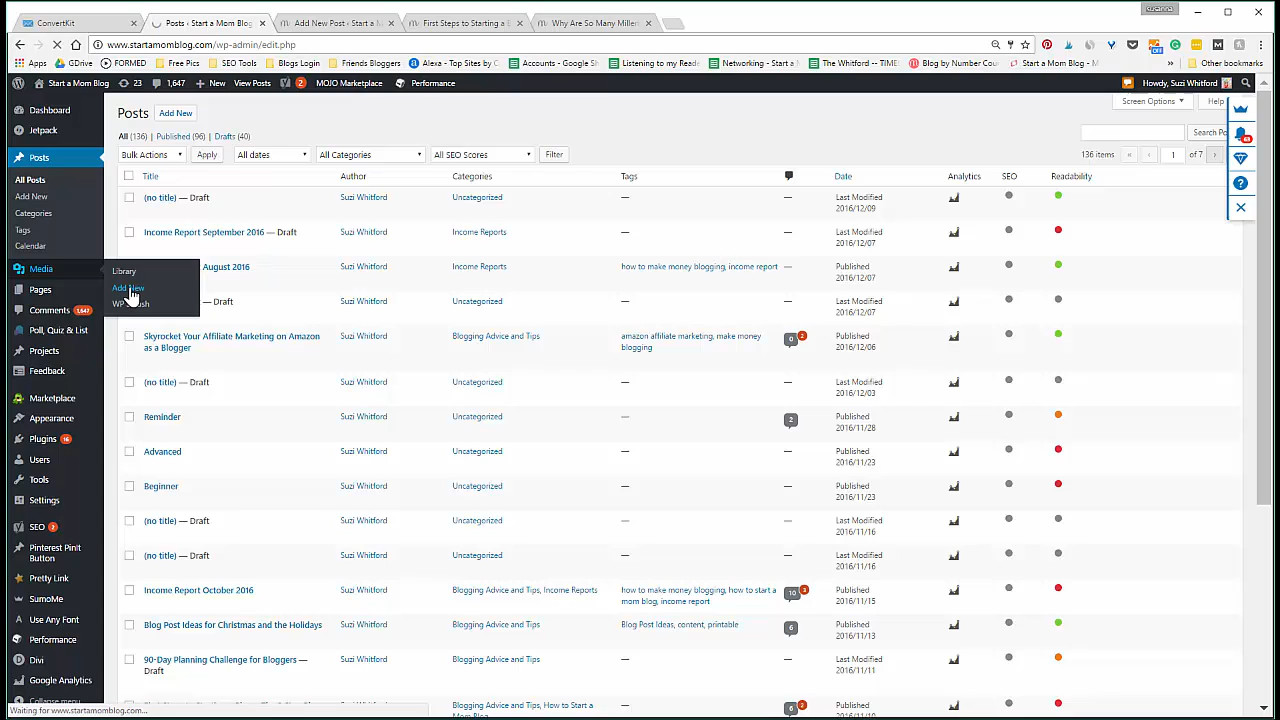 suzanna
ConvertKit
Posts ‹ Start a Mom Blog
Add New Post ‹ Start a M
First Steps to Starting a B
Why Are So Many Millen
www.startamomblog.com/wp-admin/edit.php
Apps
GDrive
FORMED
Free Pics
SEO Tools
Blogs Login
Friends Bloggers
Alexa - Top Sites by C
Accounts - Google Sh
Listening to my Reade
Networking - Start a
The Whitford -- TIME
Blog by Number Cou
Start a Mom Blog - M
Other bookmarks
Start a Mom Blog
23
1,647
New
View Posts
2
MOJO Marketplace
Performance
Howdy, Suzi Whitford
Dashboard
Jetpack
Posts
All Posts
Add New
Categories
Tags
Calendar
Media
Library
Add New
Pages
Comments 1,647
Poll, Quiz & List
Projects
Feedback
Marketplace
Appearance
Plugins 16
Users
Tools
Settings
SEO 2
Pinterest PinIt
Button
Pretty Link
SumoMe
Use Any Font
Performance
Divi
Google Analytics
Collapse menu
Waiting for www.startamomblog.com...
Posts Add New
Screen Options
Help
All (136) | Published (96) | Drafts (40)
Search Po
Bulk Actions
Apply
All dates
All Categories
All SEO Scores
Filter
136 items « ‹ 1 of 7 ›
Title Author Categories Tags Date Analytics SEO Readability
(no title) — Draft Suzi Whitford Uncategorized — — Last Modified
2016/12/09
Income Report September 2016 — Draft Suzi Whitford Income Reports — — Last Modified
2016/12/07
August 2016 Suzi Whitford Income Reports how to make money blogging, income report — Published
2016/12/07
— Draft Suzi Whitford Uncategorized — — Last Modified
2016/12/07
Skyrocket Your Affiliate Marketing on Amazon Suzi Whitford Blogging Advice and Tips amazon affiliate marketing, make money 0 2 Published
as a Blogger blogging 2016/12/06
(no title) — Draft Suzi Whitford Uncategorized — — Last Modified
2016/12/03
Reminder Suzi Whitford Uncategorized — 2 Published
2016/11/28
Advanced Suzi Whitford Uncategorized — — Published
2016/11/23
Beginner Suzi Whitford Uncategorized — — Published
2016/11/23
(no title) — Draft Suzi Whitford Uncategorized — — Last Modified
2016/11/16
(no title) — Draft Suzi Whitford Uncategorized — — Last Modified
2016/11/16
Income Report October 2016 Suzi Whitford Blogging Advice and Tips, Income Reports how to make money blogging, how to start a 10 3 Published
mom blog, income report 2016/11/15
Blog Post Ideas for Christmas and the Holidays Suzi Whitford Blogging Advice and Tips Blog Post Ideas, content, printable 6 Published
2016/11/13
90-Day Planning Challenge for Bloggers — Suzi Whitford Blogging Advice and Tips — — Last Modified
Draft 2016/11/11
Blogging Advice and Tips, How to Start a 6 2 Published